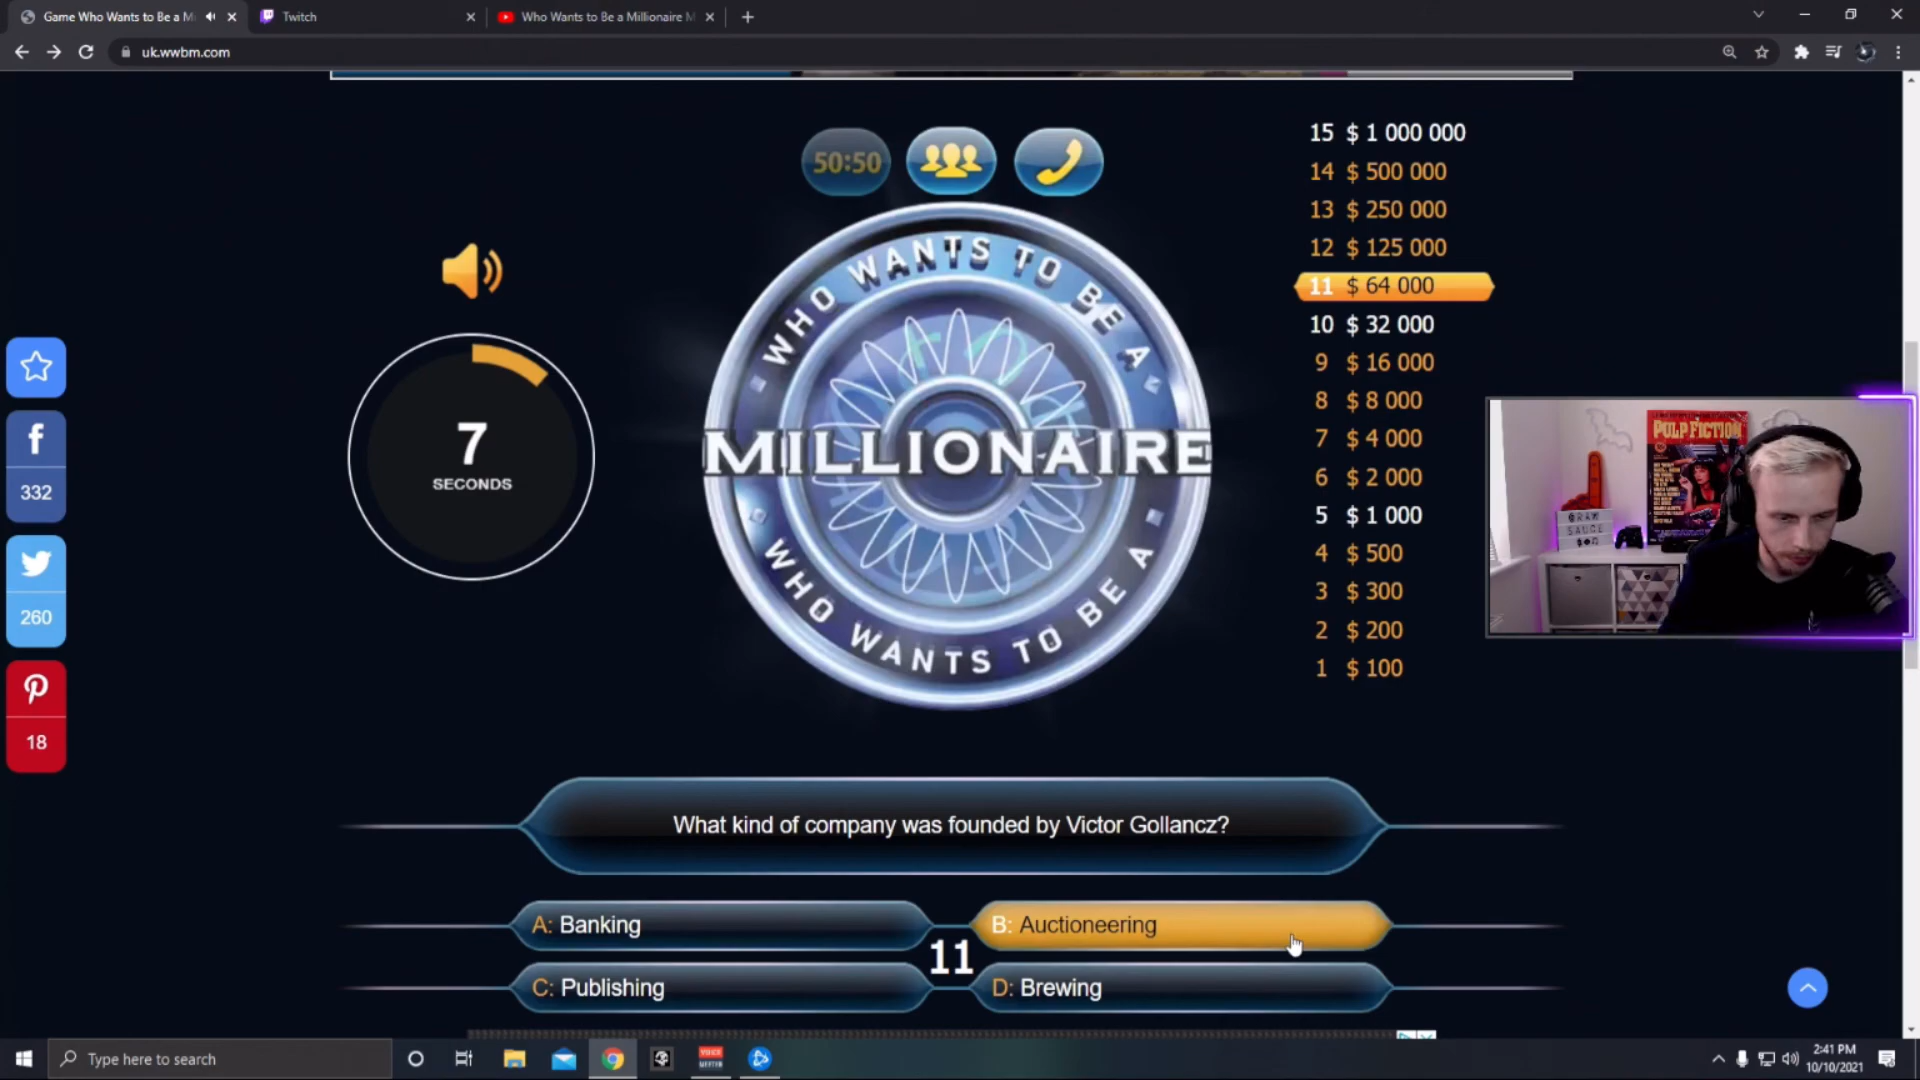 Game Who Wants to Be a M
Twitch
Who Wants to Be a Millionaire M
uk.wwbm.com
50:50
15 $ 1 000 000
14 $ 500 000
13 $ 250 000
12 $ 125 000
11 $ 64 000
10 $ 32 000
9 $ 16 000
8 $ 8 000
7 $ 4 000
6 $ 2 000
5 $ 1 000
4 $ 500
3 $ 300
2 $ 200
1 $ 100
WHO WANTS TO BE A
MILLIONAIRE
WHO WANTS TO BE A
7
SECONDS
332
260
18
PULP FICTION
SAUCE
What kind of company was founded by Victor Gollancz?
A: Banking
B: Auctioneering
11
C: Publishing
D: Brewing
Type here to search
VOICE
2:41 PM
10/10/2021